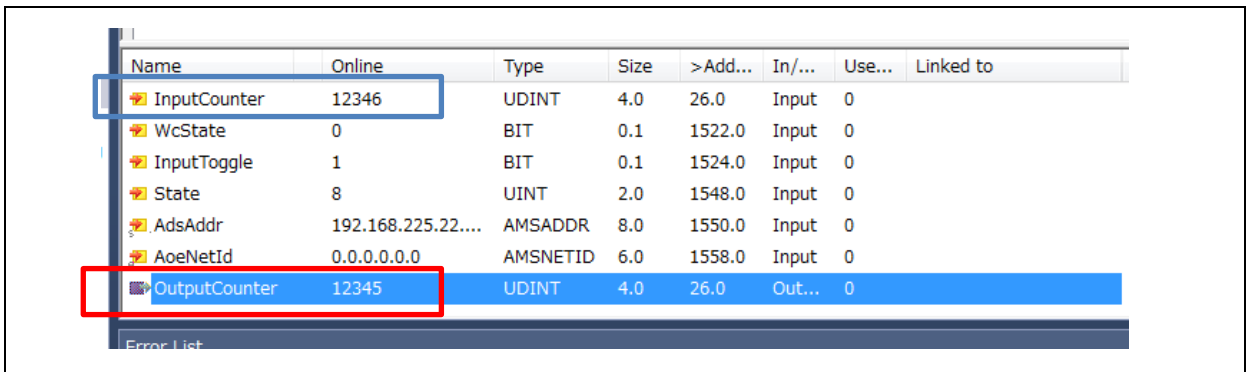 Name Online Type Size >Add... In/... Use... Linked to
InputCounter 12346 UDINT 4.0 26.0 Input 0
WcState 0 BIT 0.1 1522.0 Input 0
InputToggle 1 BIT 0.1 1524.0 Input 0
State 8 UINT 2.0 1548.0 Input 0
AdsAddr 192.168.225.22.... AMSADDR 8.0 1550.0 Input 0
AoeNetId 0.0.0.0.0.0 AMSNETID 6.0 1558.0 Input 0
OutputCounter 12345 UDINT 4.0 26.0 Out... 0
Error List